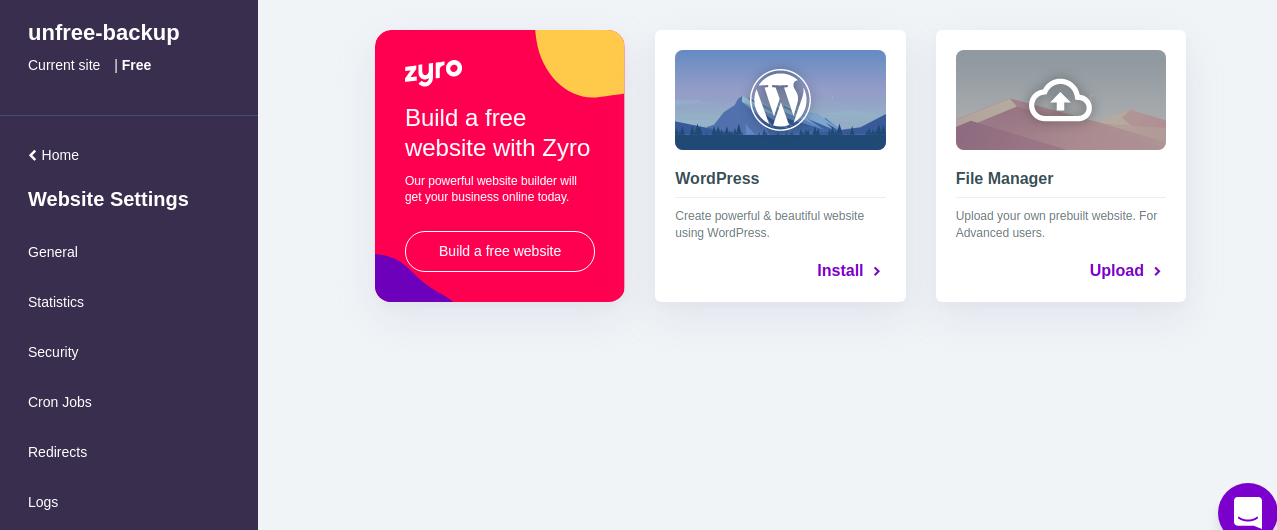 unfree-backup
Current site | Free
Home
Website Settings
General
Statistics
Security
Cron Jobs
Redirects
Logs
zyro
Build a free
website with Zyro
Our powerful website builder will
get your business online today.
Build a free website
WordPress
Create powerful & beautiful website
using WordPress.
Install
File Manager
Upload your own prebuilt website. For
Advanced users.
Upload